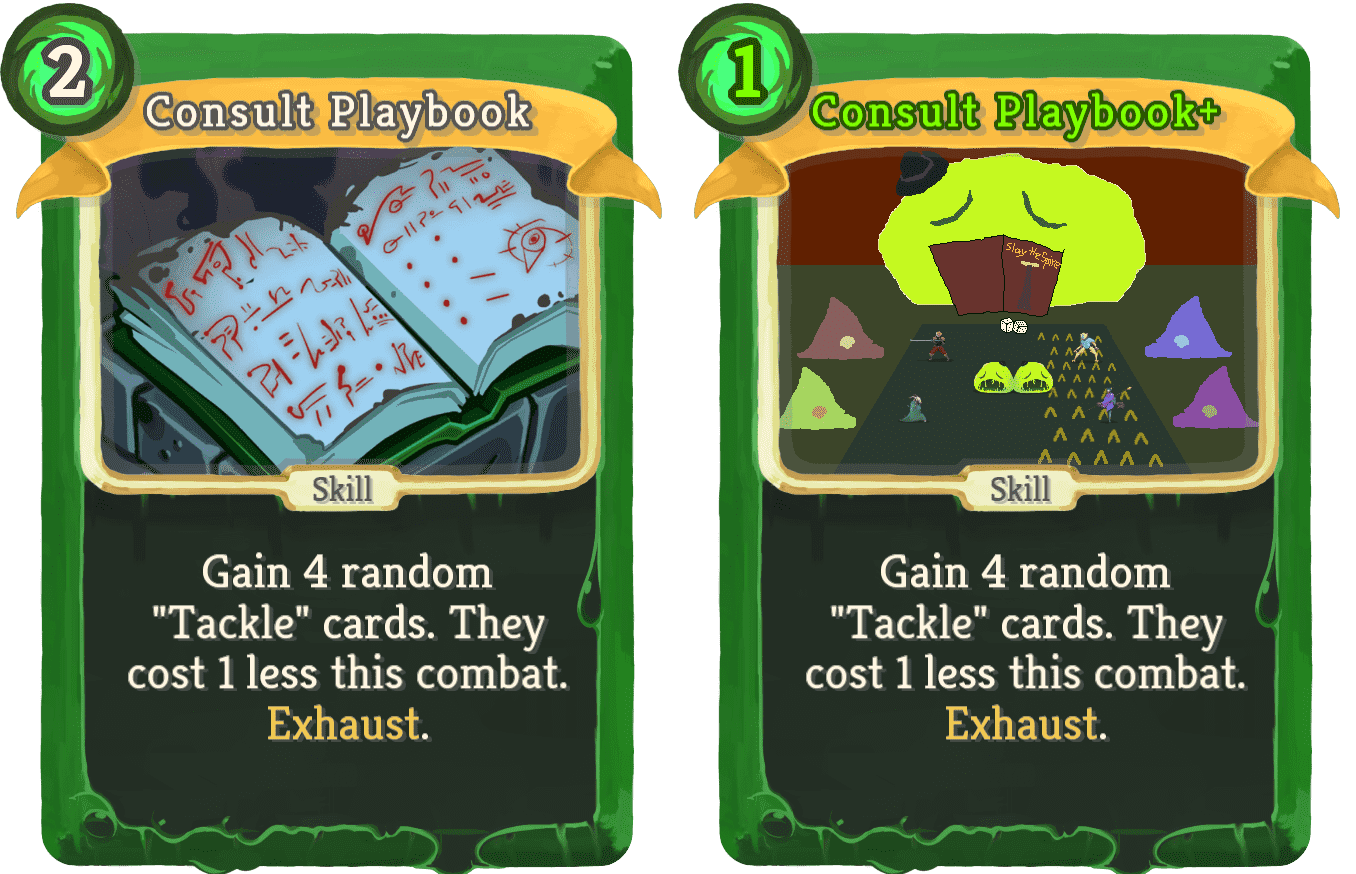 2
Consult Playbook
Skill
Gain 4 random
"Tackle" cards. They
cost 1 less this combat.
Exhaust.
1
Consult Playbook+
Slay the Spire
Skill
Gain 4 random
"Tackle" cards. They
cost 1 less this combat.
Exhaust.